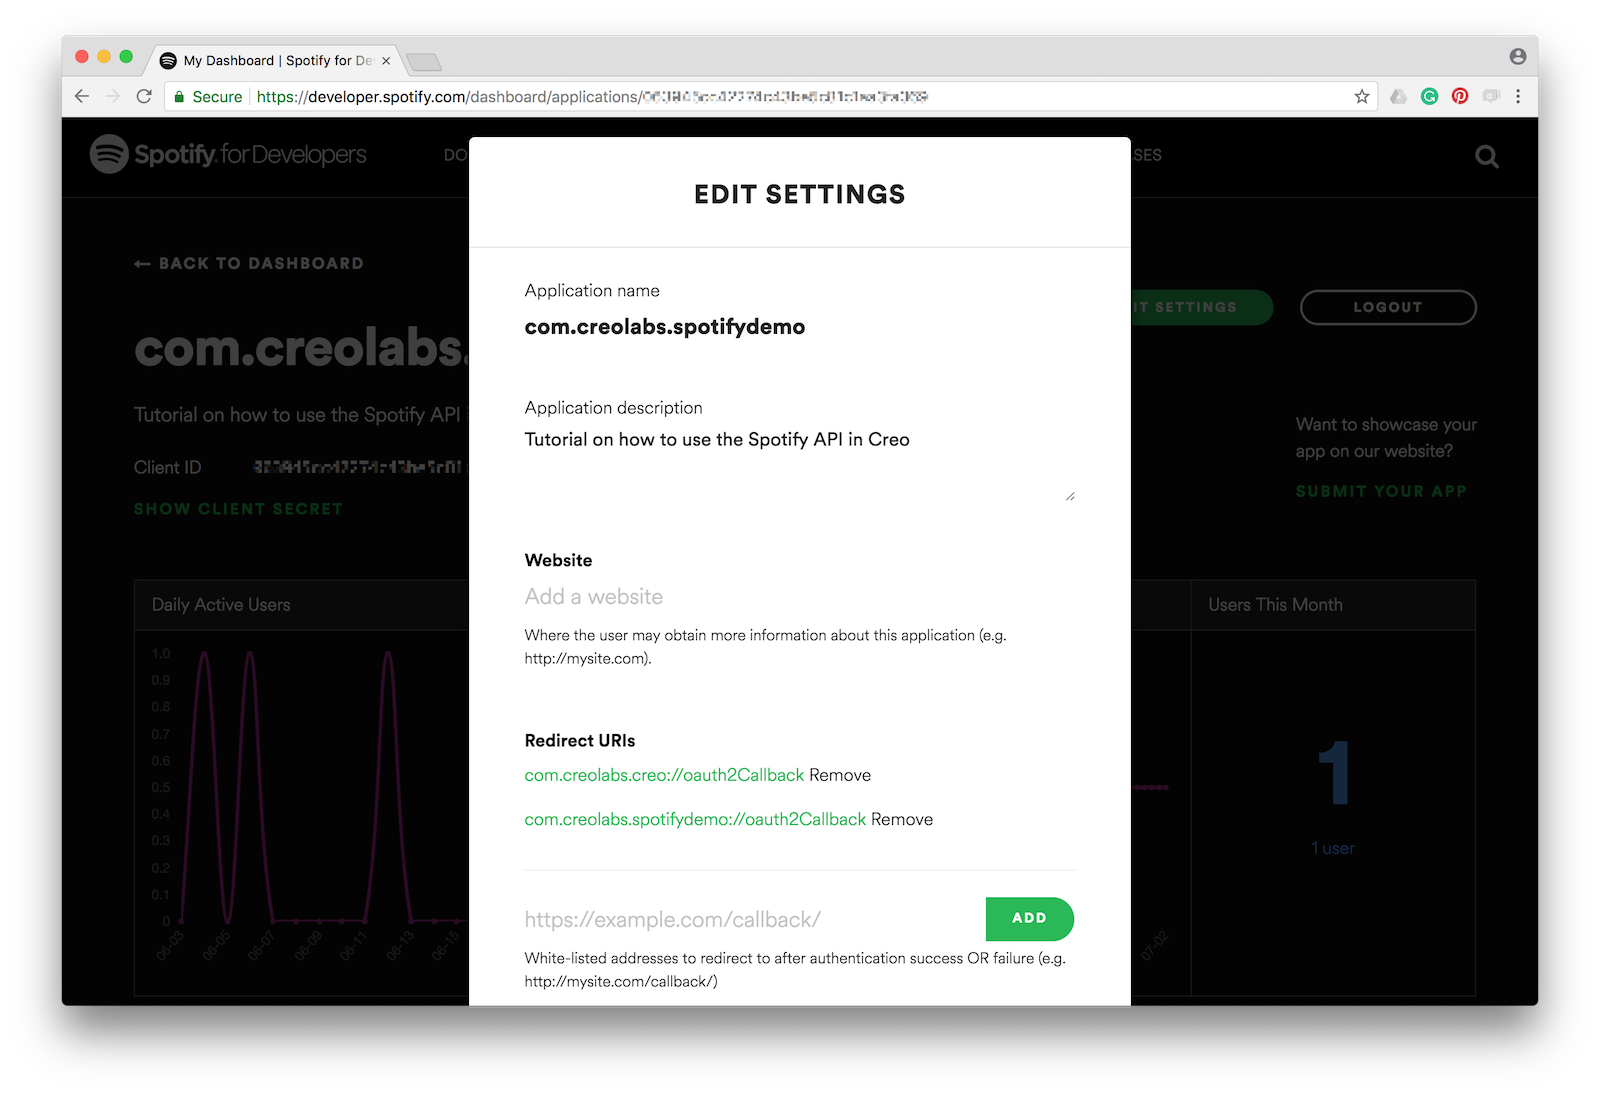 My Dashboard | Spotify for De
Secure https://developer.spotify.com/dashboard/applications/
Spotify for Developers
DO
SES
EDIT SETTINGS
← BACK TO DASHBOARD
Application name
com.creolabs.spotifydemo
IT SETTINGS
LOGOUT
com.creolabs.
Application description
Tutorial on how to use the Spotify API in Creo
Tutorial on how to use the Spotify API
Want to showcase your
app on our website?
Client ID
SUBMIT YOUR APP
SHOW CLIENT SECRET
Website
Add a website
Where the user may obtain more information about this application (e.g.
http://mysite.com).
Daily Active Users
Users This Month
1.0
0.9
0.8
0.7
0.6
0.5
0.4
0.3
0.2
0.1
0
06-03
06-05
06-07
06-09
06-11
06-13
06-15
Redirect URIs
com.creolabs.creo://oauth2Callback Remove
com.creolabs.spotifydemo://oauth2Callback Remove
https://example.com/callback/
ADD
White-listed addresses to redirect to after authentication success OR failure (e.g.
http://mysite.com/callback/)
07-02
1
1 user